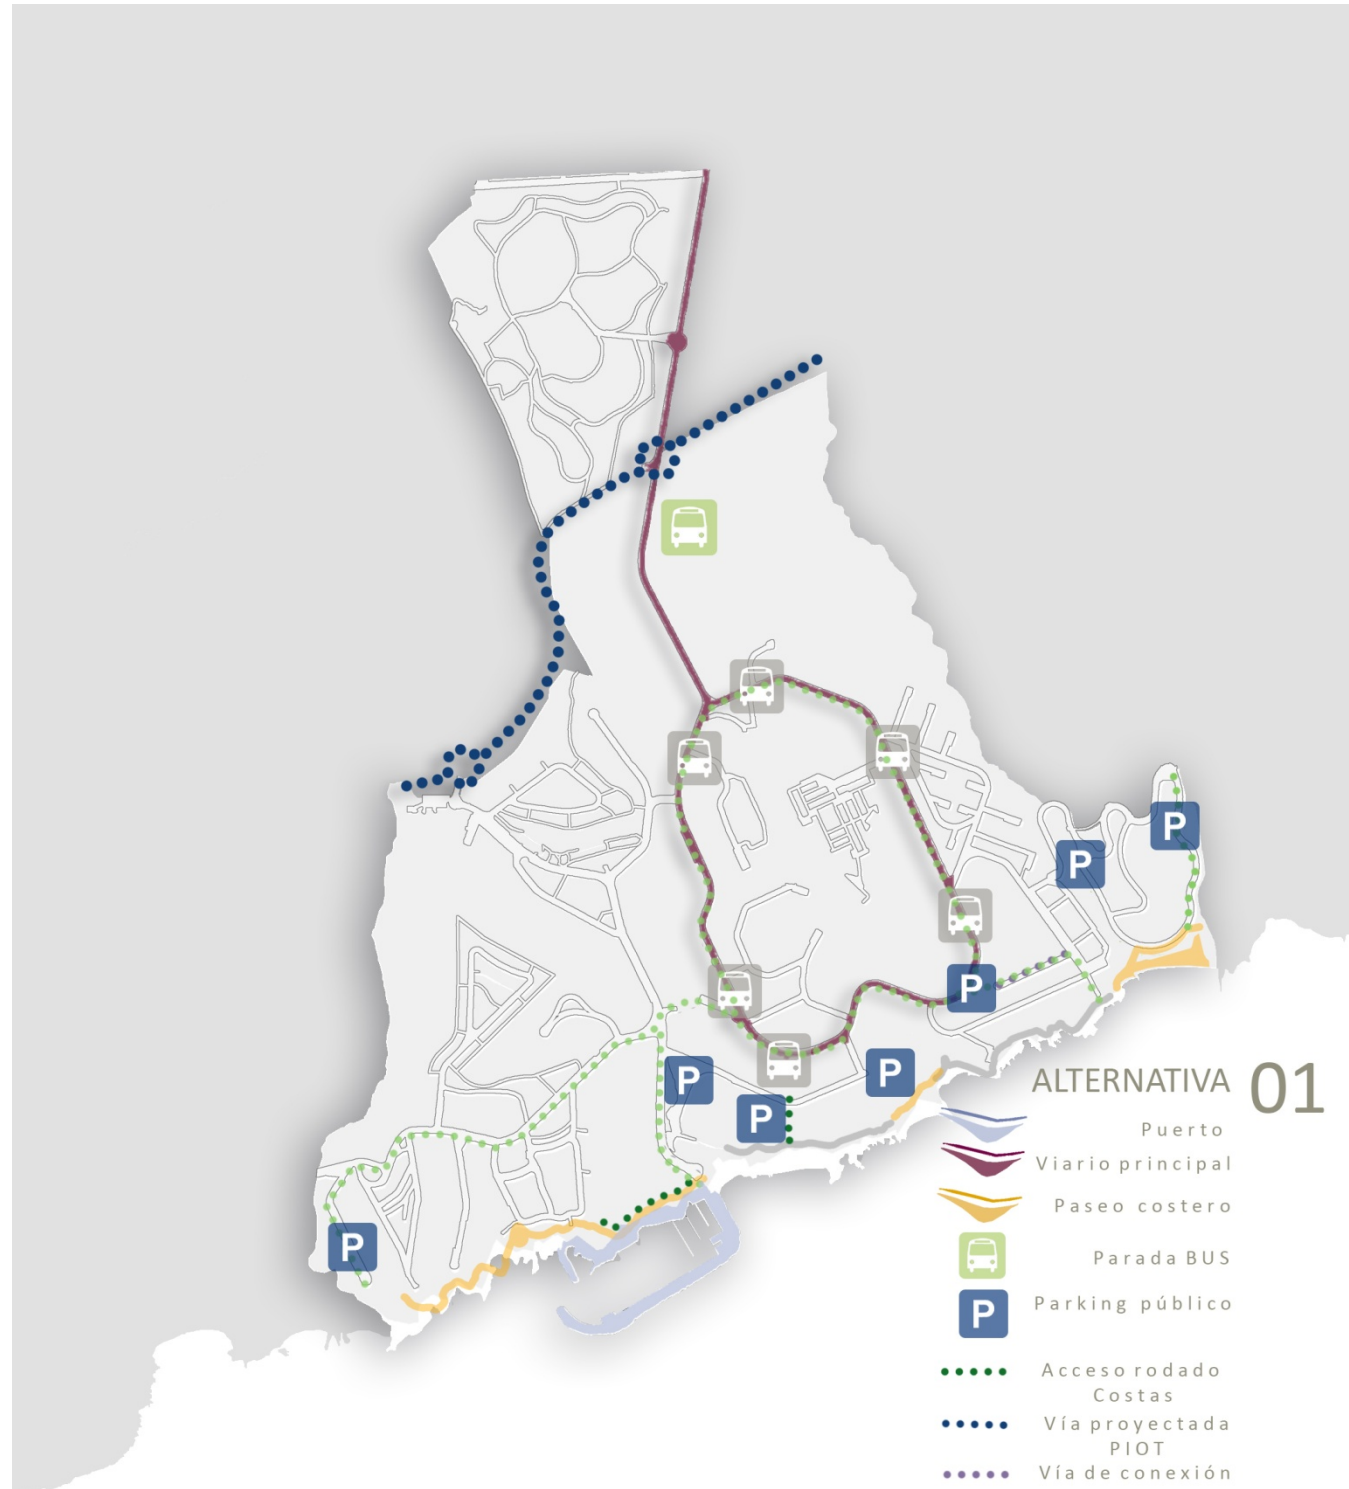 P
P
P
P
P
P
P
ALTERNATIVA 01
Puerto
Viario principal
Paseo costero
Parada BUS
P Parking público
Acceso rodado
Costas
Vía proyectada
PIOT
Vía de conexión